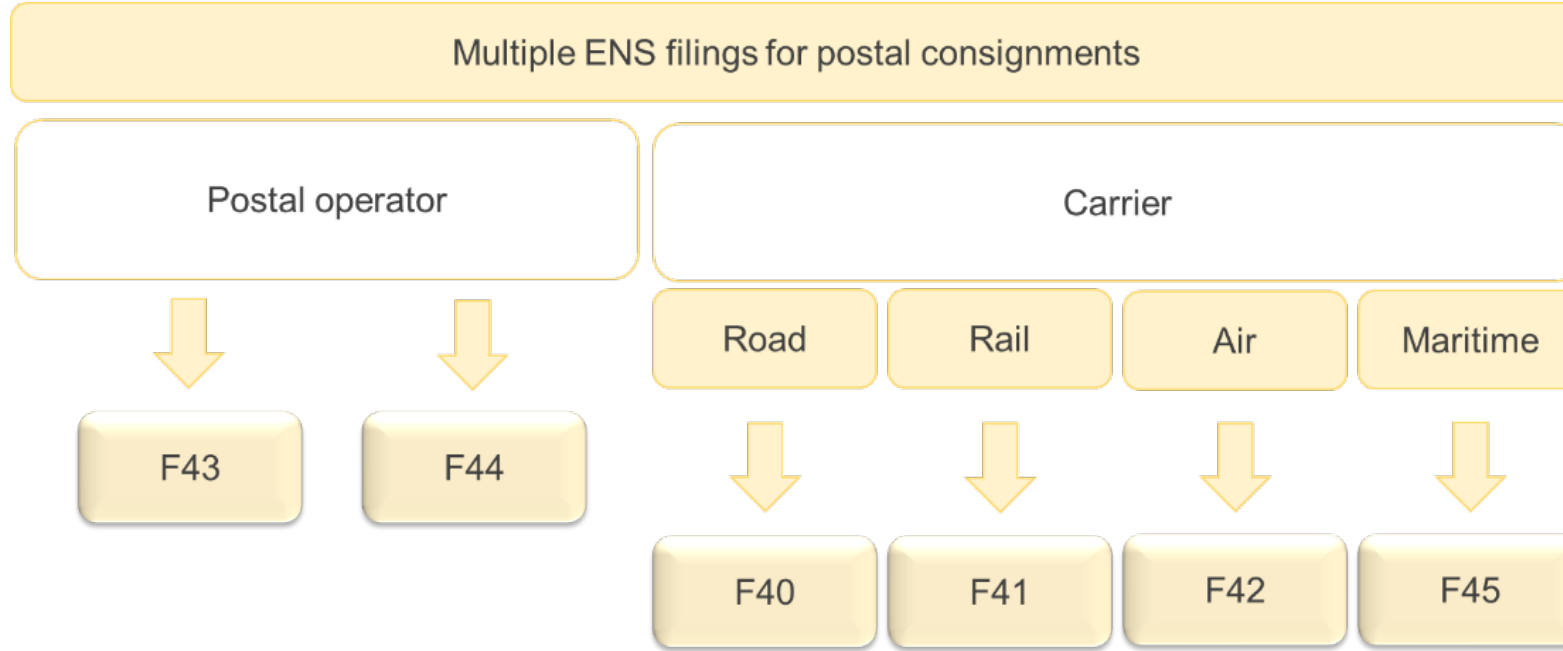 Multiple ENS filings for postal consignments
Postal operator
Carrier
Road
Rail
Air
Maritime
F43
F44
F40
F41
F42
F45